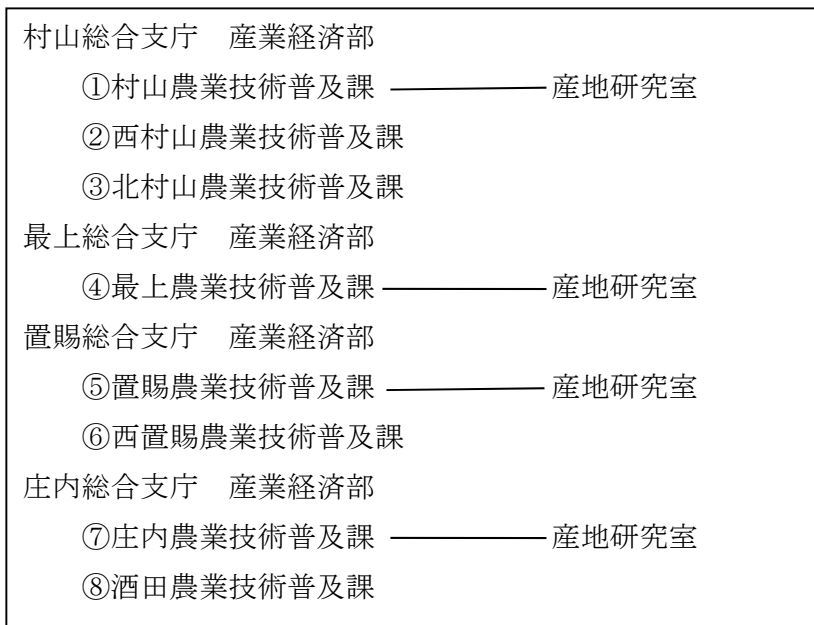 村山総合支庁　産業経済部
①村山農業技術普及課 ――― 産地研究室
②西村山農業技術普及課
③北村山農業技術普及課
最上総合支庁　産業経済部
④最上農業技術普及課 ――― 産地研究室
置賜総合支庁　産業経済部
⑤置賜農業技術普及課 ――― 産地研究室
⑥西置賜農業技術普及課
庄内総合支庁　産業経済部
⑦庄内農業技術普及課 ――― 産地研究室
⑧酒田農業技術普及課